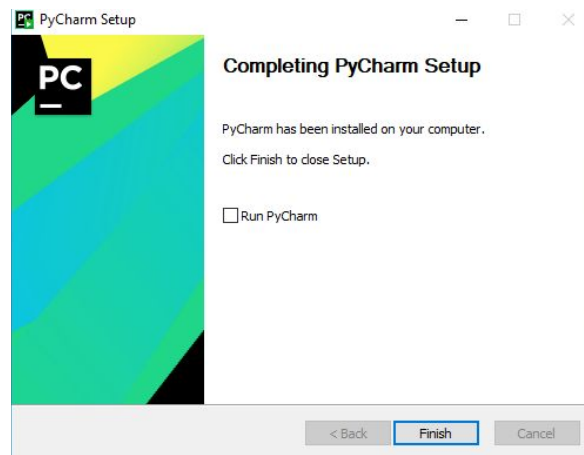 PyCharm Setup
PC
Completing PyCharm Setup
PyCharm has been installed on your computer.
Click Finish to close Setup.
Run PyCharm
< Back Finish Cancel